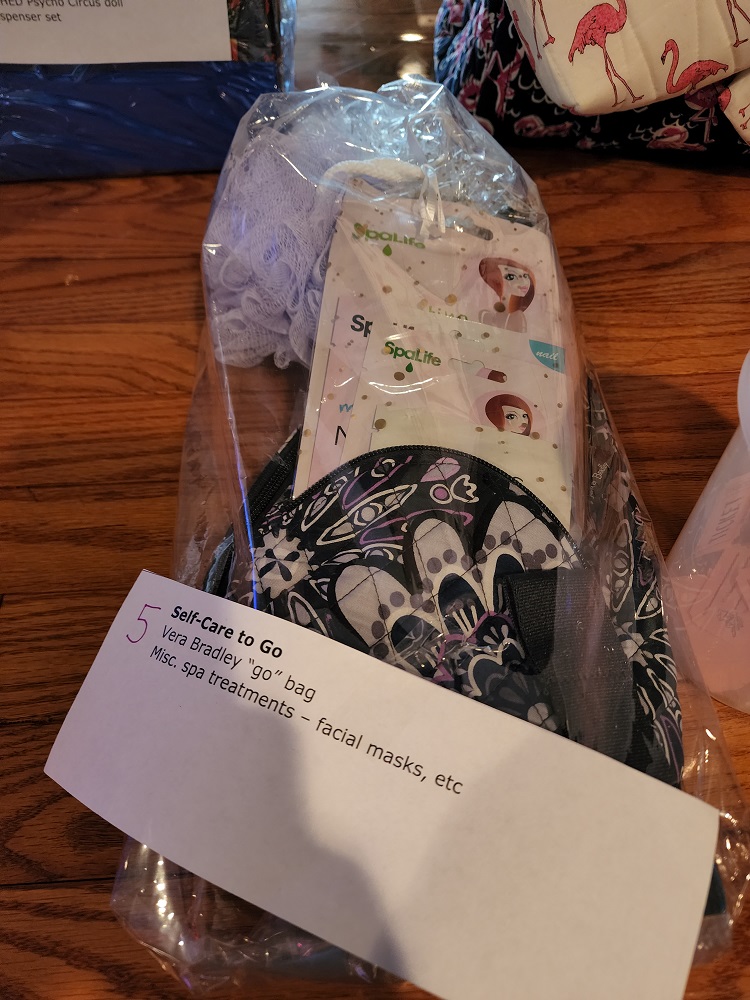 Psycho Circus doll
spenser set
SpaLife
SpaLife
nail
5
Self-Care to Go
Vera Bradley "go" bag
Misc. spa treatments – facial masks, etc